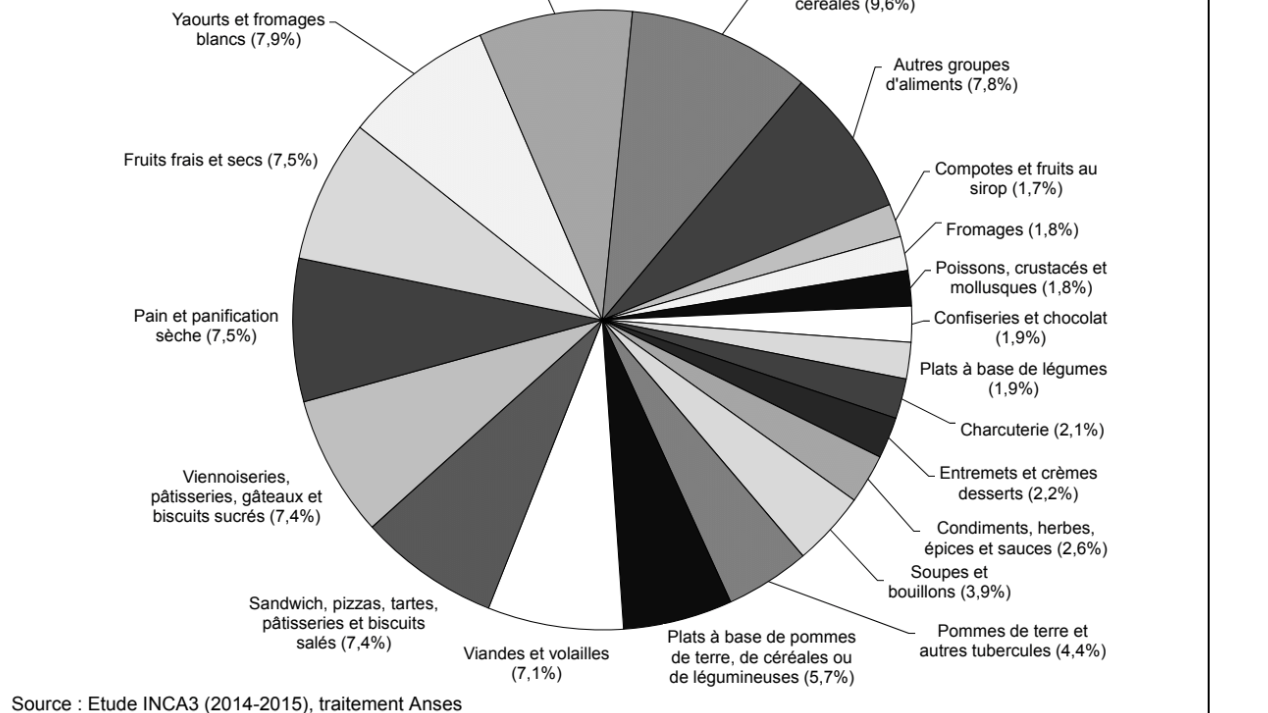 céréales (9,6%)
Yaourts et fromages
blancs (7,9%)
Autres groupes
d'aliments (7,8%)
Fruits frais et secs (7,5%)
Compotes et fruits au
sirop (1,7%)
Fromages (1,8%)
Poissons, crustacés et
mollusques (1,8%)
Pain et panification
sèche (7,5%)
Confiseries et chocolat
(1,9%)
Plats à base de légumes
(1,9%)
Charcuterie (2,1%)
Viennoiseries,
pâtisseries, gâteaux et
biscuits sucrés (7,4%)
Entremets et crèmes
desserts (2,2%)
Condiments, herbes,
épices et sauces (2,6%)
Soupes et
bouillons (3,9%)
Sandwich, pizzas, tartes,
pâtisseries et biscuits
salés (7,4%)
Viandes et volailles
(7,1%)
Plats à base de pommes
de terre, de céréales ou
de légumineuses (5,7%)
Pommes de terre et
autres tubercules (4,4%)
Source : Etude INCA3 (2014-2015), traitement Anses